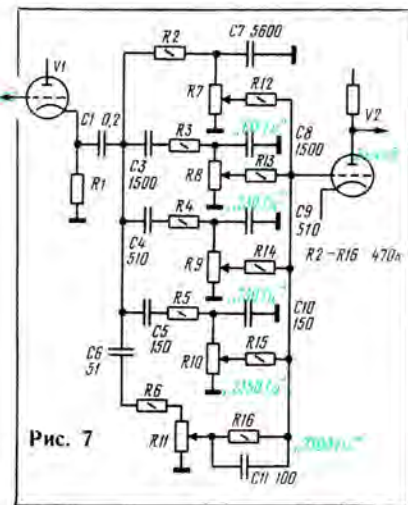 V1
C1 0,2
R1
R2
C7 5600
R7
R12
C3
1500
R3
C8
1500
R8
R13
V2
C4
510
R4
C9
510
R2–R16 470к
R9
R14
C5
150
R5
C10
150
R10
R15
C6
51
R6
R11
R16
C11 100
Рис. 7